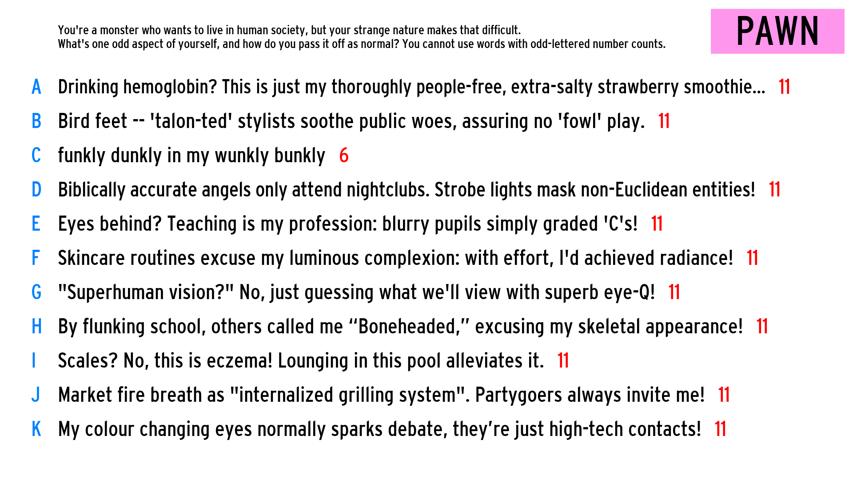 You're a monster who wants to live in human society, but your strange nature makes that difficult.
What's one odd aspect of yourself, and how do you pass it off as normal? You cannot use words with odd-lettered number counts.
PAWN
A Drinking hemoglobin? This is just my thoroughly people-free, extra-salty strawberry smoothie... 11
B Bird feet -- 'talon-ted' stylists soothe public woes, assuring no 'fowl' play. 11
C funkly dunkly in my wunkly bunkly 6
D Biblically accurate angels only attend nightclubs. Strobe lights mask non-Euclidean entities! 11
E Eyes behind? Teaching is my profession: blurry pupils simply graded 'C's! 11
F Skincare routines excuse my luminous complexion: with effort, I'd achieved radiance! 11
G "Superhuman vision?" No, just guessing what we'll view with superb eye-Q! 11
H By flunking school, others called me “Boneheaded,” excusing my skeletal appearance! 11
I Scales? No, this is eczema! Lounging in this pool alleviates it. 11
J Market fire breath as "internalized grilling system". Partygoers always invite me! 11
K My colour changing eyes normally sparks debate, they’re just high-tech contacts! 11